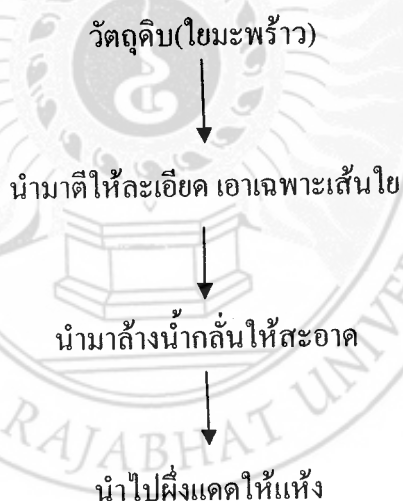 วัตถุดิบ(ใยมะพร้าว)
นำมาตีให้ละเอียด เอาเฉพาะเส้นใย
นำมาล้างน้ำกลั่นให้สะอาด
นำไปผึ่งแดดให้แห้ง
RAJABHAT UNIVE